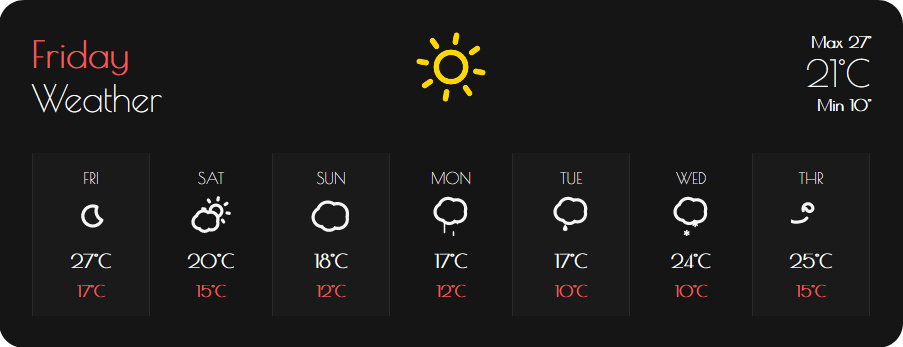 Friday
Weather
Max 27°
21°C
Min 10°
FRI
27°C
17°C
SAT
20°C
15°C
SUN
18°C
12°C
MON
17°C
12°C
TUE
17°C
10°C
WED
24°C
10°C
THR
25°C
15°C